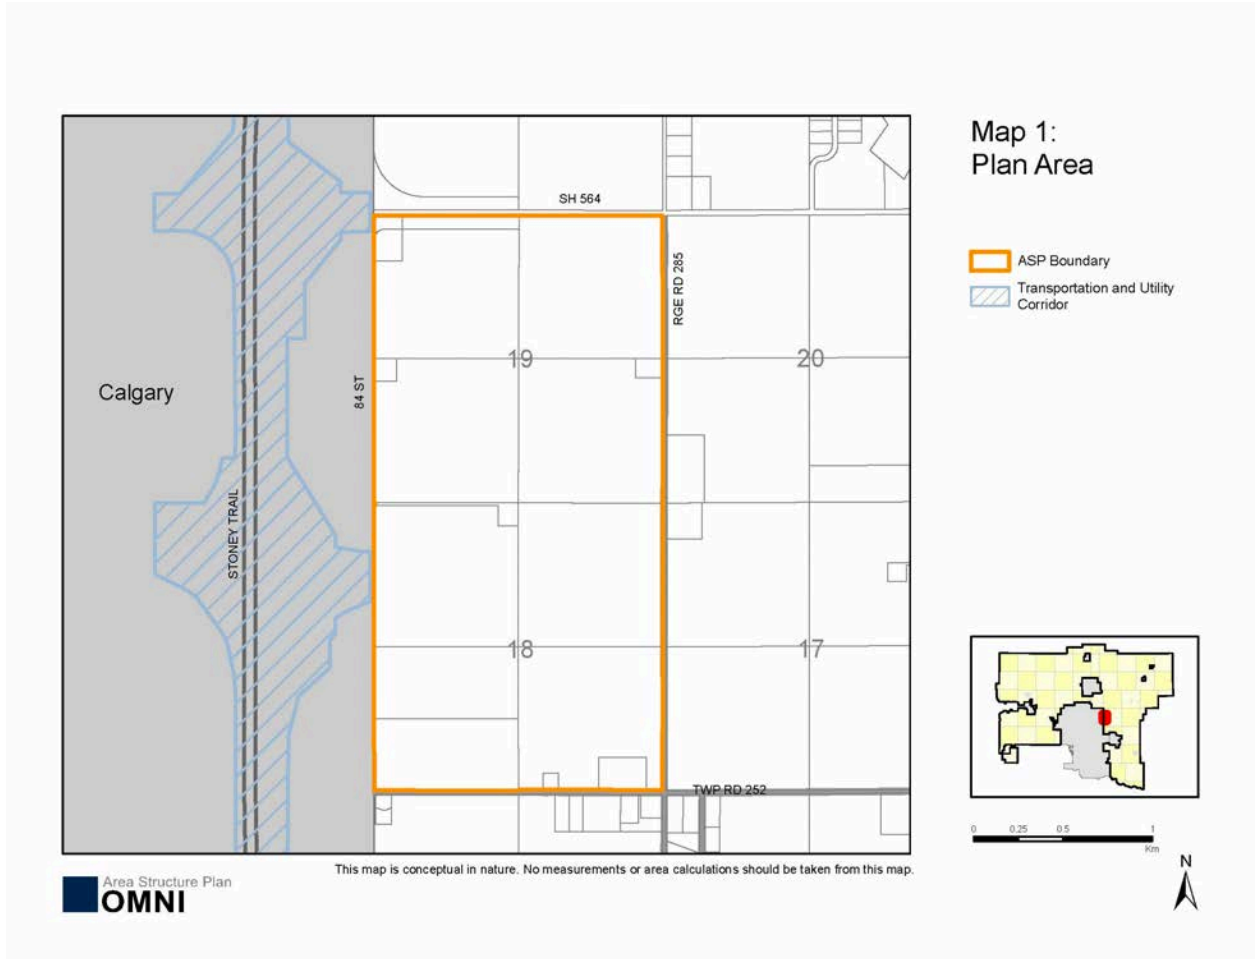 Map 1:
Plan Area
SH 564
RGE RD 285
ASP Boundary
Transportation and Utility
Corridor
19
20
84 ST
Calgary
STONEY TRAIL
18
17
TWP RD 252
0 0.25 0.5 1
Km
This map is conceptual in nature. No measurements or area calculations should be taken from this map.
N
Area Structure Plan
OMNI